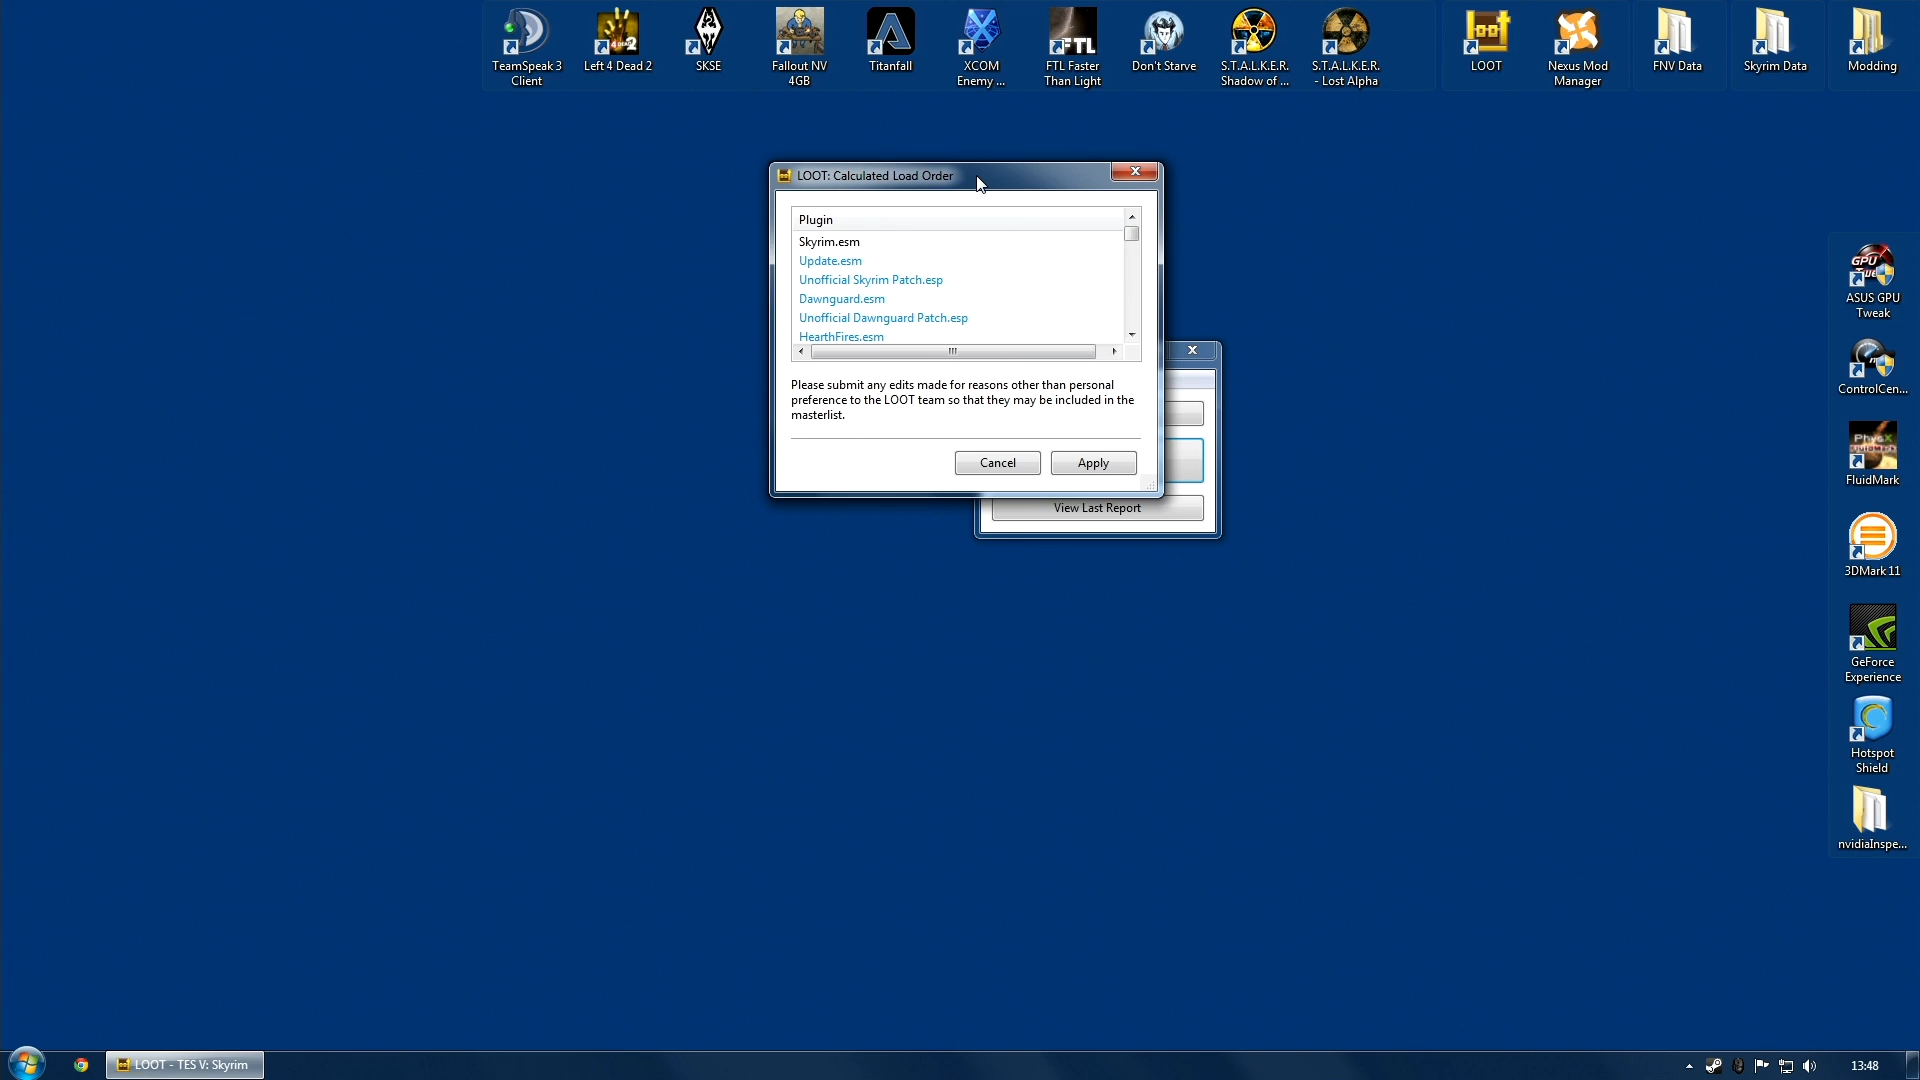 TeamSpeak 3
Client
Left 4 Dead 2
SKSE
Fallout NV
4GB
Titanfall
XCOM
Enemy ...
FTL
FTL Faster
Than Light
Don't Starve
S.T.A.L.K.E.R.
Shadow of ...
S.T.A.L.K.E.R.
- Lost Alpha
LOOT
Nexus Mod
Manager
FNV Data
Skyrim Data
Modding
LOOT: Calculated Load Order
Plugin
Skyrim.esm
Update.esm
Unofficial Skyrim Patch.esp
Dawnguard.esm
Unofficial Dawnguard Patch.esp
HearthFires.esm
Please submit any edits made for reasons other than personal
preference to the LOOT team so that they may be included in the
masterlist.
Cancel
Apply
View Last Report
ASUS GPU
Tweak
ControlCen...
FluidMark
3DMark 11
GeForce
Experience
Hotspot
Shield
nvidiaInspe...
LOOT - TES V: Skyrim
13:48